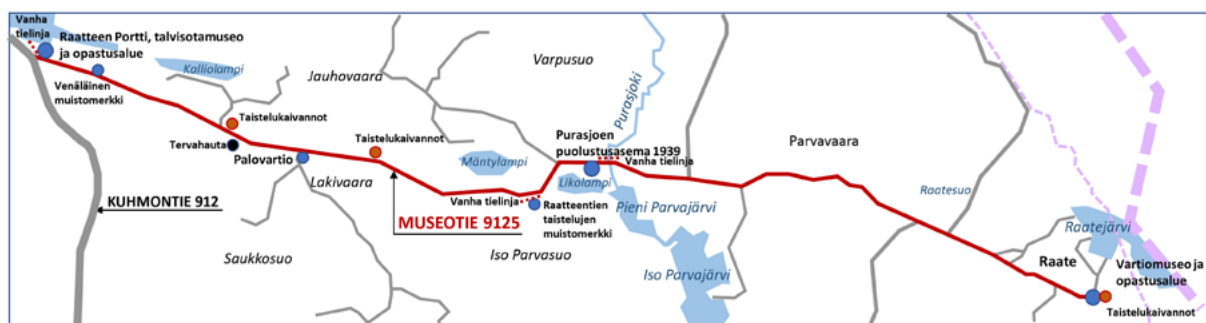 Vanha
tielinja
Raatteen Portti, talvisotamuseo
ja opastusalue
Venäläinen
muistomerkki
Kalliolampi
Jauhovaara
Varpusuo
Purasjoki
Taistelukaivannot
Tervahauta
Palovartio
Lakivaara
Taistelukaivannot
Mäntylampi
Purasjoen
puolustusasema 1939
Vanha tielinja
Likolampi
Parvavaara
KUHMONTIE 912
MUSEOTIE 9125
Vanha tielinja
Raatteentien
taistelujen
muistomerkki
Pieni Parvajärvi
Saukkosuo
Iso Parvasuo
Iso Parvajärvi
Raatesuo
Raatejärvi
Raate
Vartiomuseo ja
opastusalue
Taistelukaivannot